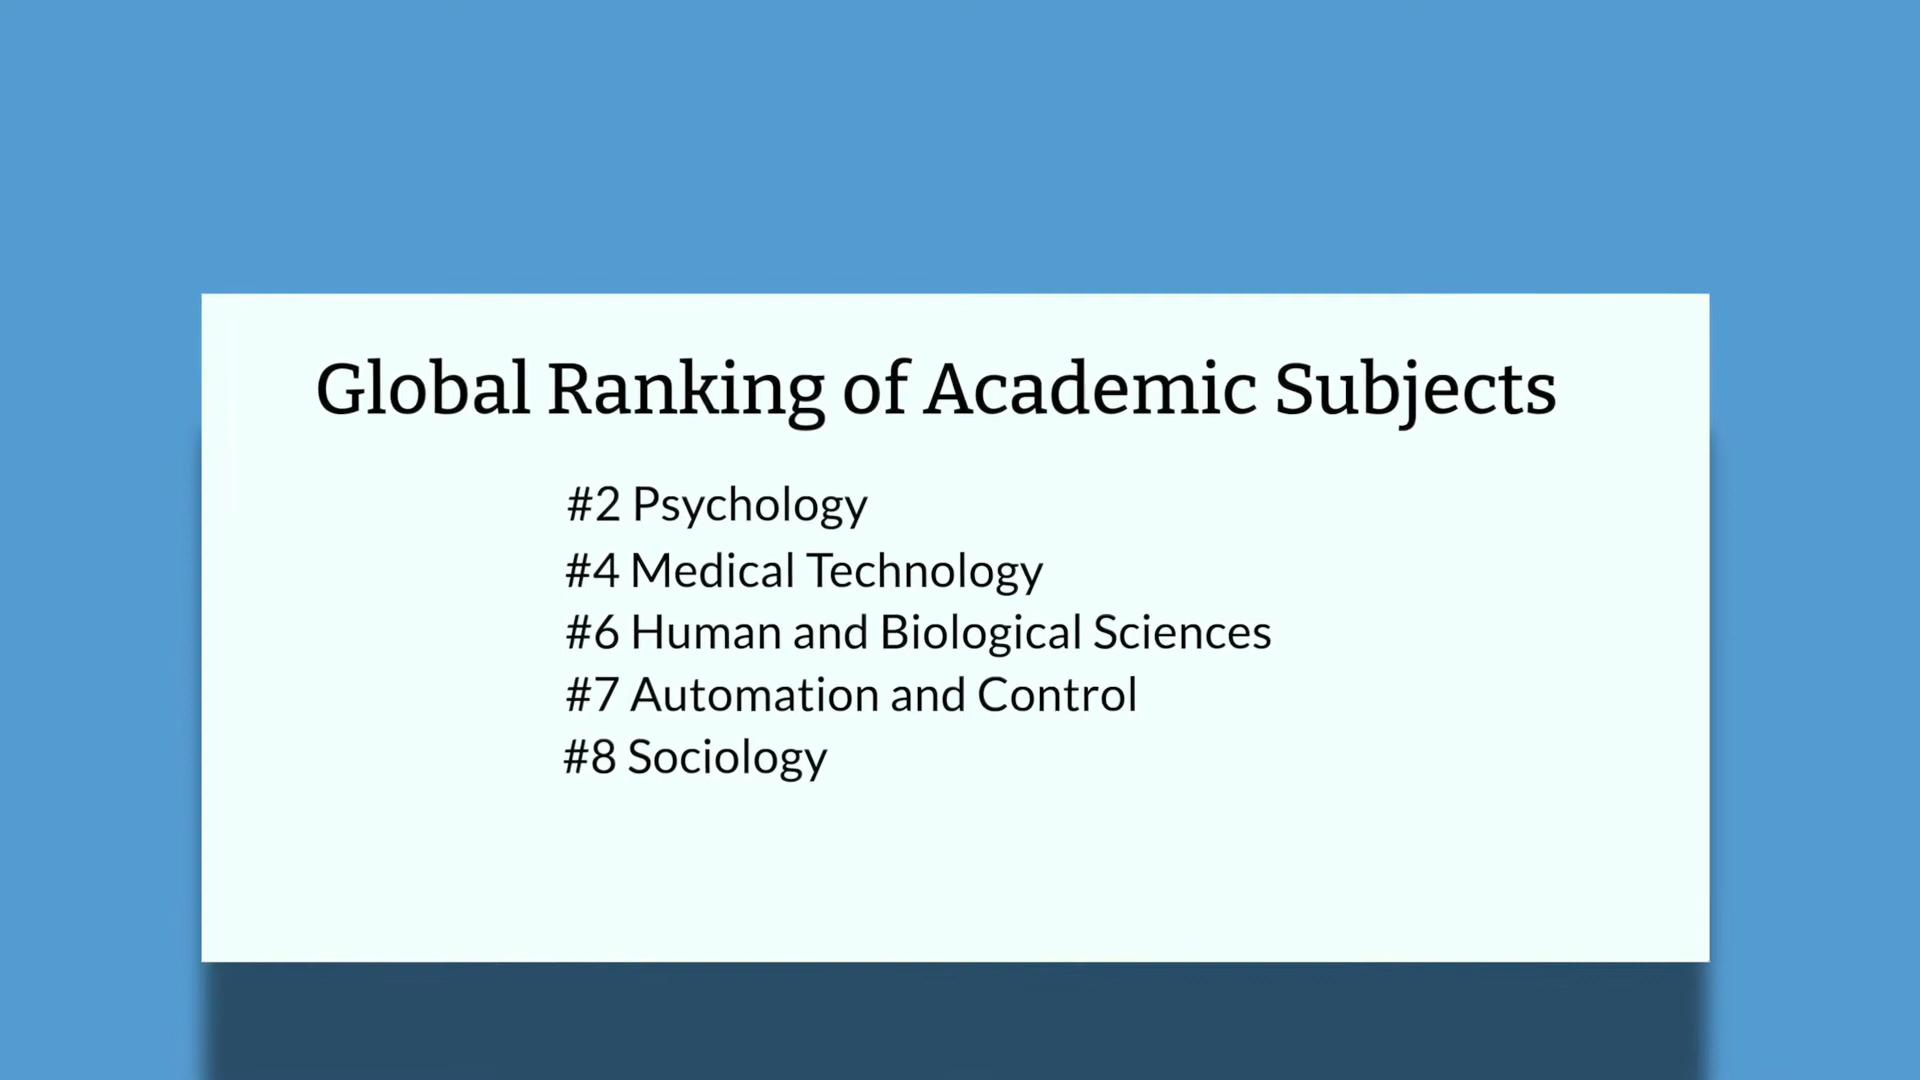 Global Ranking of Academic Subjects
#2 Psychology
#4 Medical Technology
#6 Human and Biological Sciences
#7 Automation and Control
#8 Sociology